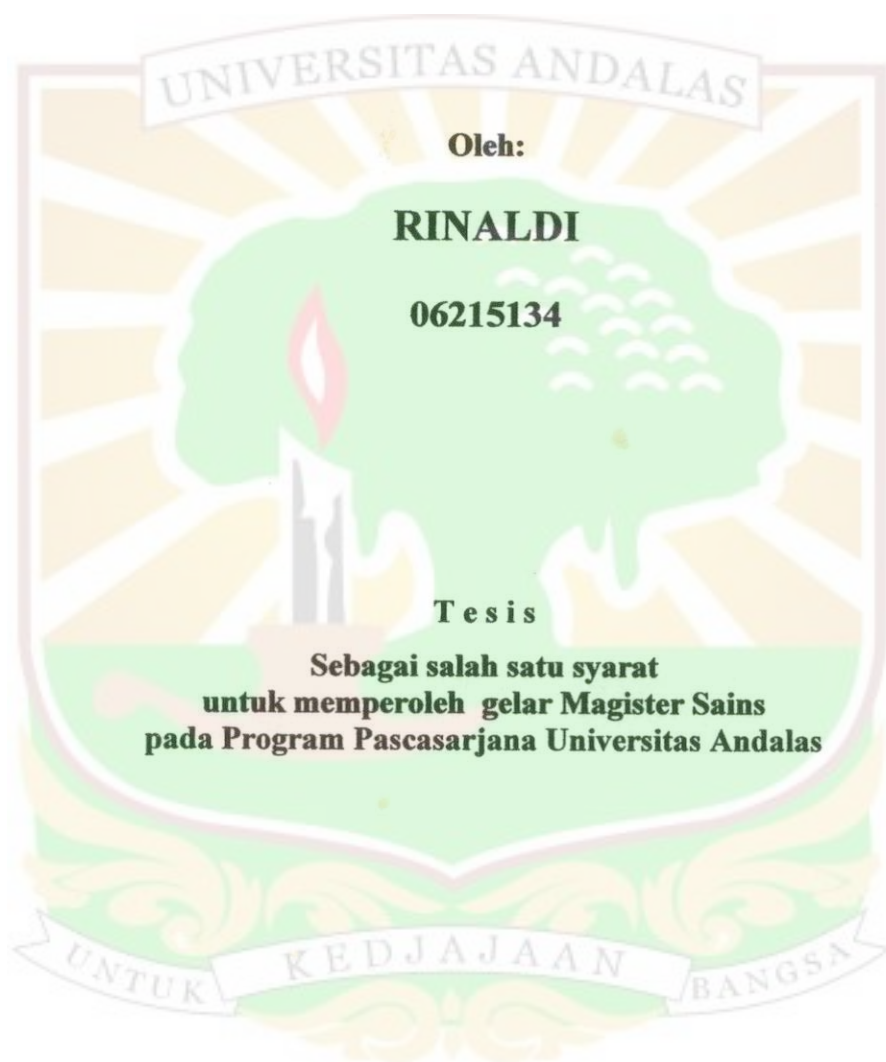 UNIVERSITAS ANDALAS
Oleh:
RINALDI
06215134
T e s i s
Sebagai salah satu syarat
untuk memperoleh gelar Magister Sains
pada Program Pascasarjana Universitas Andalas
UNTUK KEDJAJAAN BANGSA